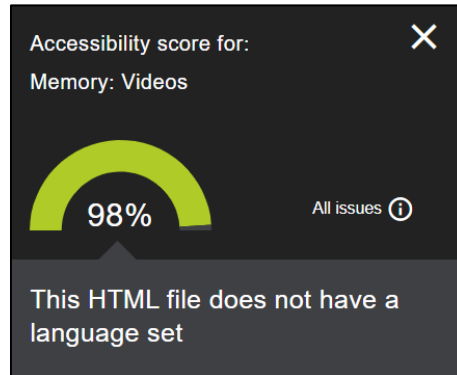 Accessibility score for:
Memory: Videos
98%
All issues
This HTML file does not have a
language set